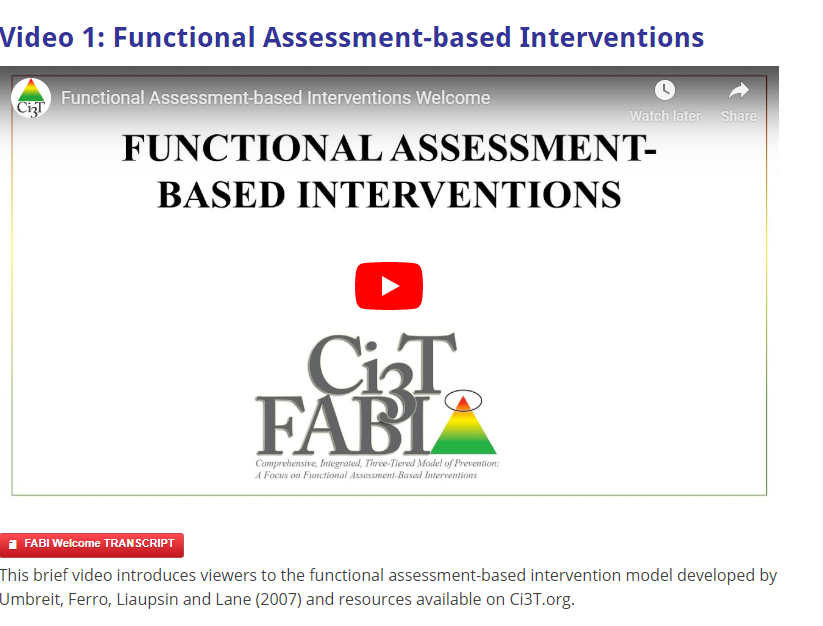 Video 1: Functional Assessment-based Interventions
Ci3T
Functional Assessment-based Interventions Welcome
Watch later
Share
FUNCTIONAL ASSESSMENT-
BASED INTERVENTIONS
Ci3T
FABI
Comprehensive, Integrated, Three-Tiered Model of Prevention:
A Focus on Functional Assessment-Based Interventions
FABI Welcome TRANSCRIPT
This brief video introduces viewers to the functional assessment-based intervention model developed by
Umbreit, Ferro, Liaupsin and Lane (2007) and resources available on Ci3T.org.